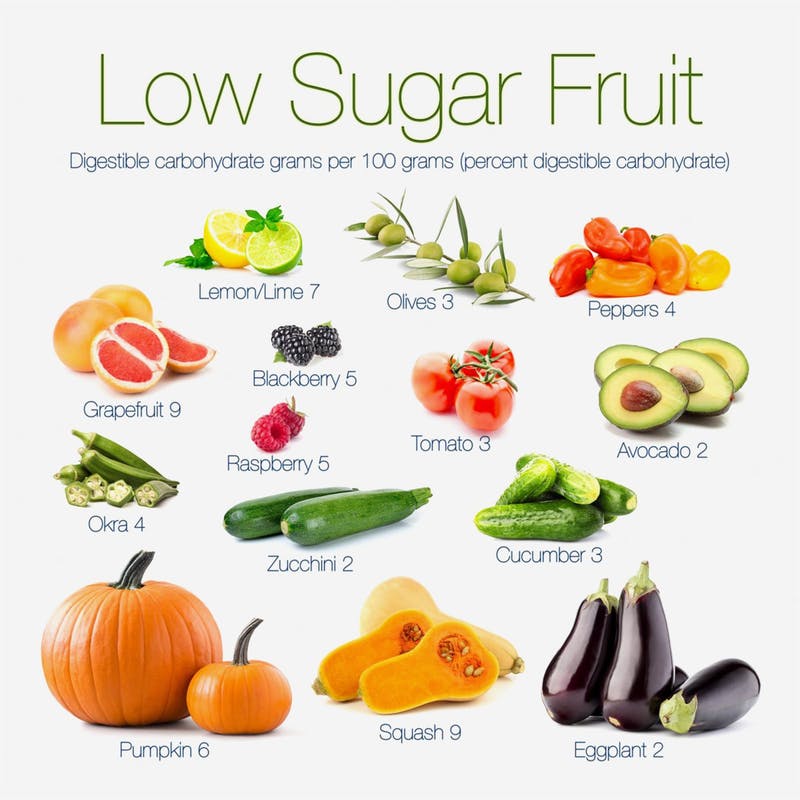 Low Sugar Fruit
Digestible carbohydrate grams per 100 grams (percent digestible carbohydrate)
Lemon/Lime 7
Olives 3
Peppers 4
Grapefruit 9
Blackberry 5
Tomato 3
Avocado 2
Raspberry 5
Okra 4
Zucchini 2
Cucumber 3
Pumpkin 6
Squash 9
Eggplant 2